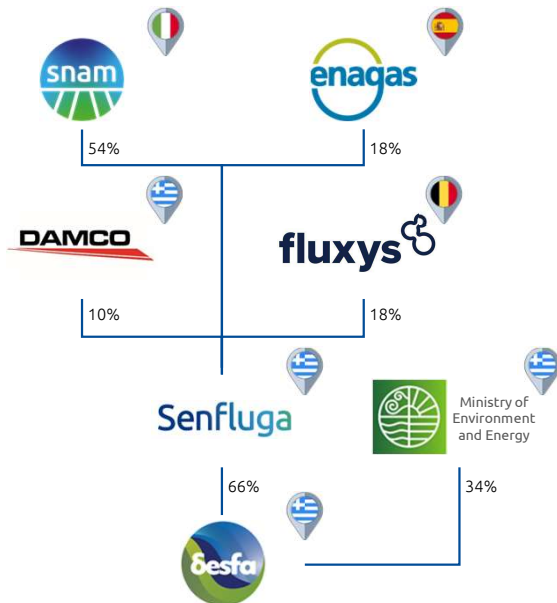 snam
enagas
54%
18%
DAMCO
fluxys
10%
18%
Senfluga
Ministry of
Environment
and Energy
66%
34%
δesfa